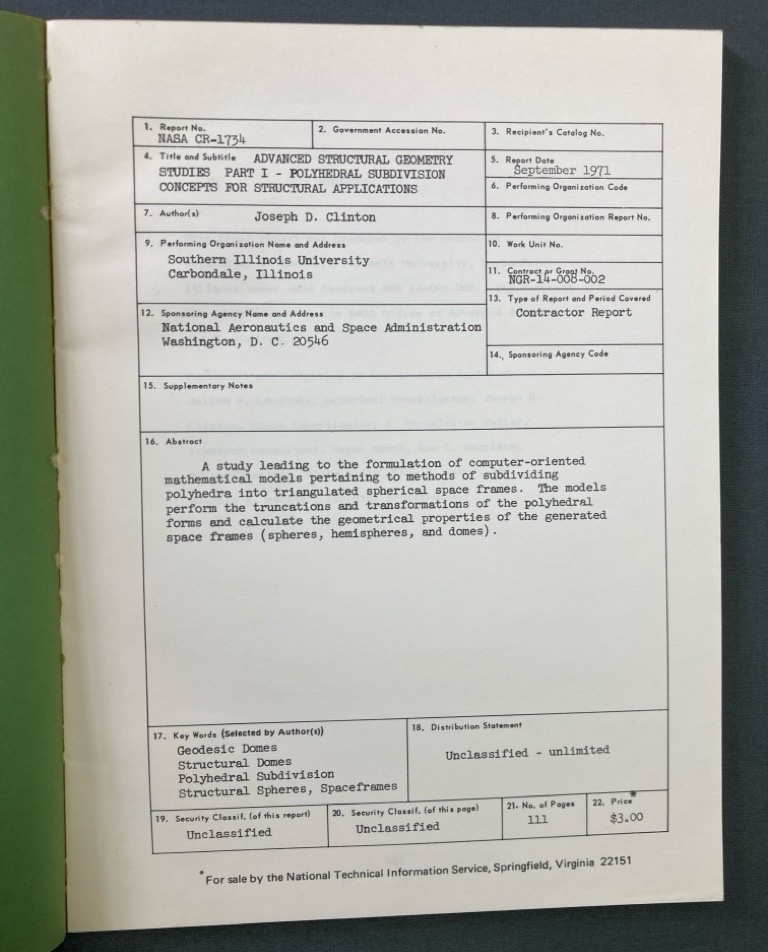 1. Report No.
NASA CR-1734
2. Government Accession No.
3. Recipient's Catalog No.
4. Title and Subtitle ADVANCED STRUCTURAL GEOMETRY
STUDIES PART I - POLYHEDRAL SUBDIVISION
CONCEPTS FOR STRUCTURAL APPLICATIONS
5. Report Date
September 1971
6. Performing Organization Code
7. Author(s) Joseph D. Clinton
8. Performing Organization Report No.
9. Performing Organization Name and Address
Southern Illinois University
Carbondale, Illinois
10. Work Unit No.
11. Contract or Grant No.
NGR-14-008-002
12. Sponsoring Agency Name and Address
National Aeronautics and Space Administration
Washington, D. C. 20546
13. Type of Report and Period Covered
Contractor Report
14. Sponsoring Agency Code
15. Supplementary Notes
16. Abstract
A study leading to the formulation of computer-oriented
mathematical models pertaining to methods of subdividing
polyhedra into triangulated spherical space frames. The models
perform the truncations and transformations of the polyhedral
forms and calculate the geometrical properties of the generated
space frames (spheres, hemispheres, and domes).
17. Key Words (Selected by Author(s))
Geodesic Domes
Structural Domes
Polyhedral Subdivision
Structural Spheres, Spaceframes
18. Distribution Statement
Unclassified - unlimited
19. Security Classif. (of this report)
Unclassified
20. Security Classif. (of this page)
Unclassified
21. No. of Pages
111
22. Price*
$3.00
*For sale by the National Technical Information Service, Springfield, Virginia 22151